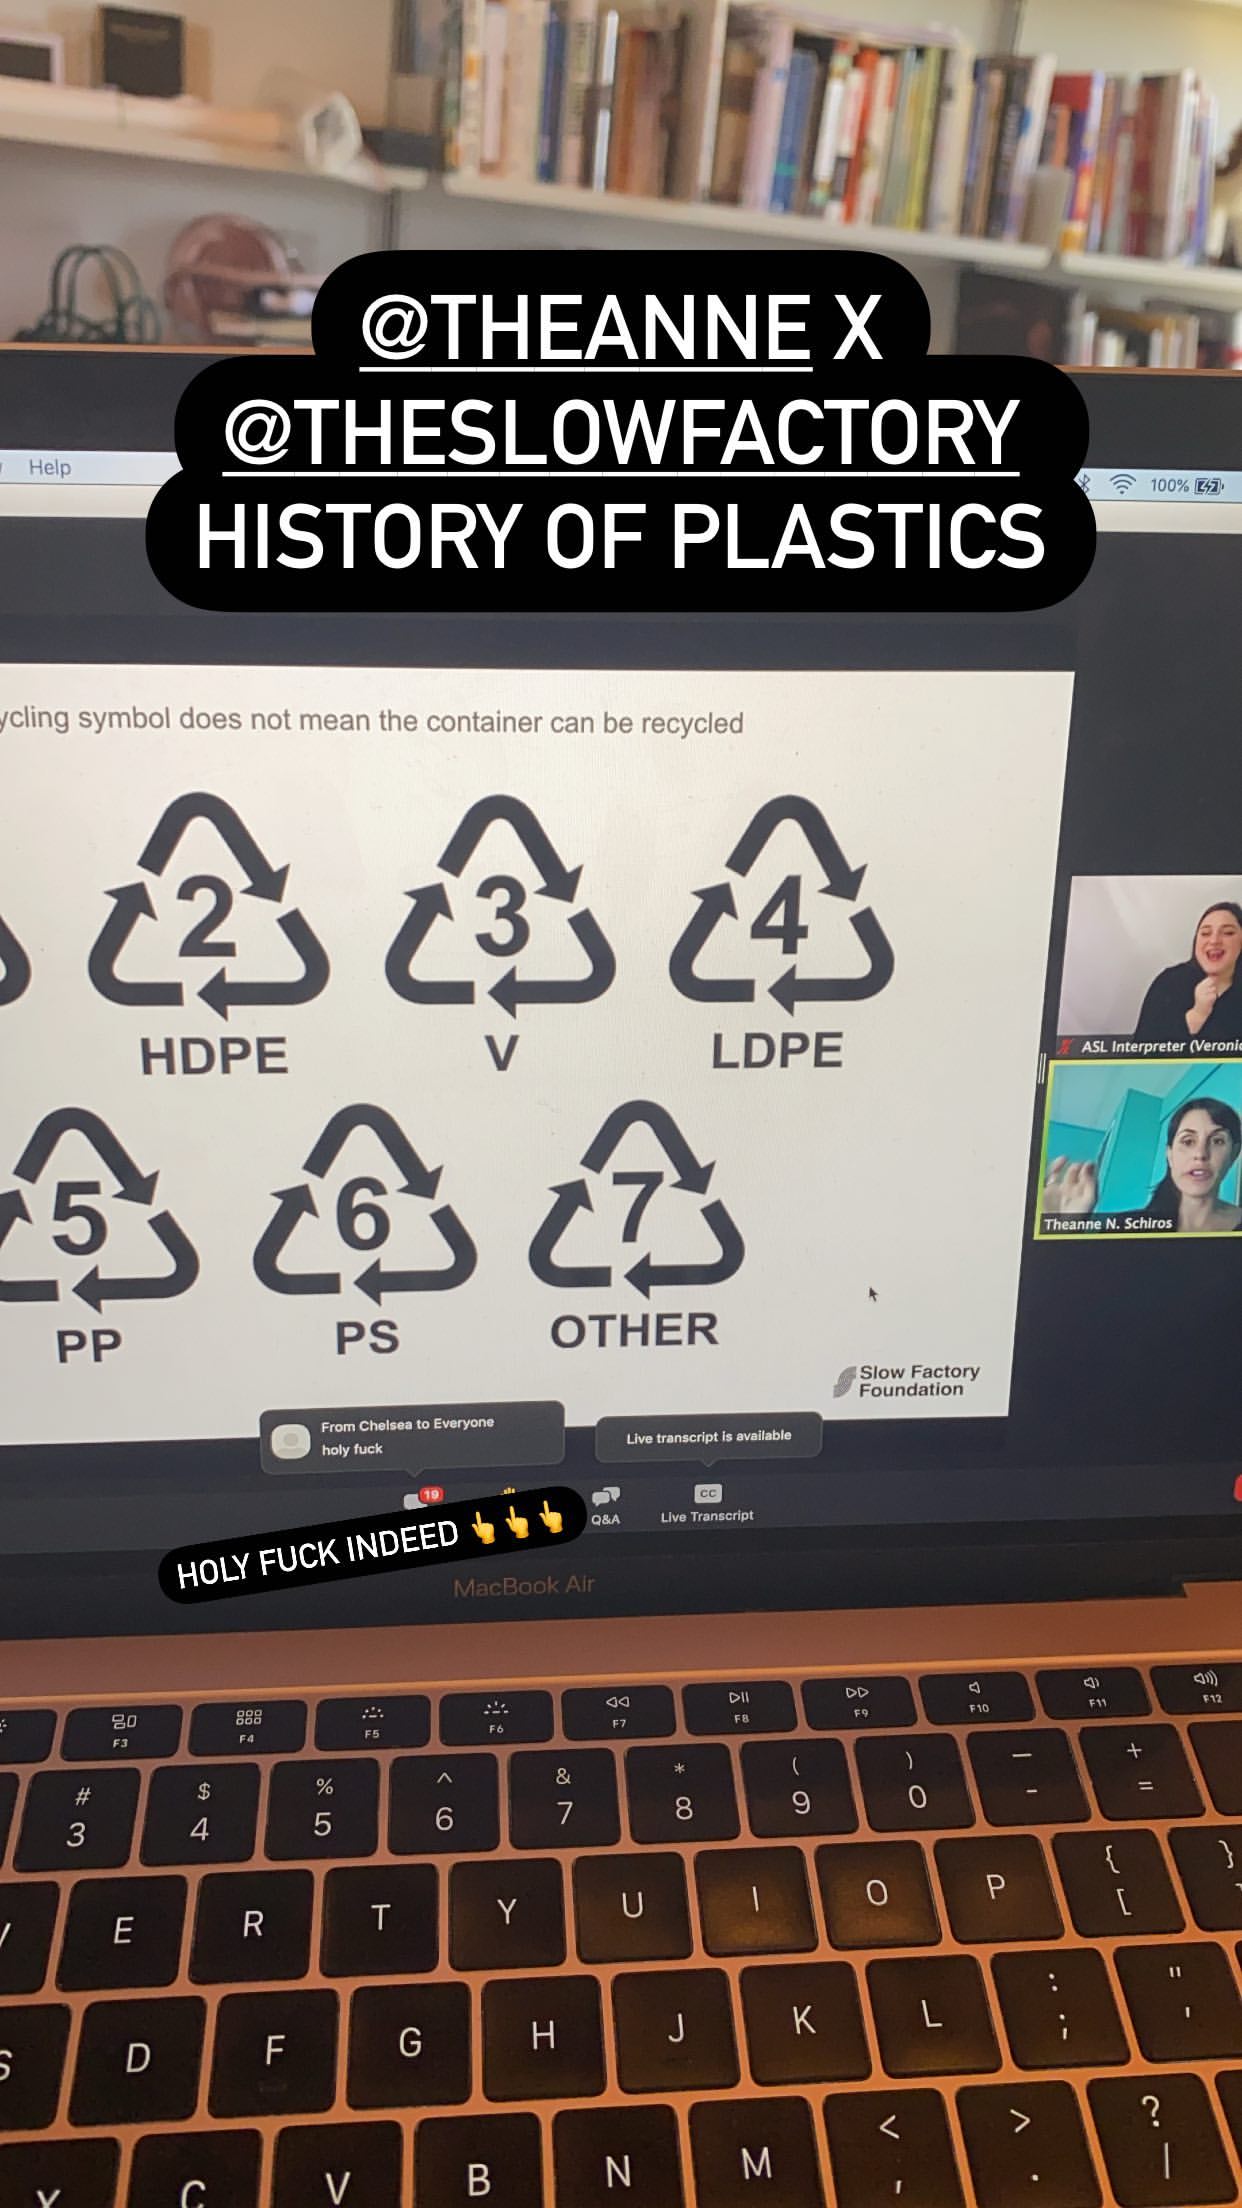 @THEANNE X
@THESLOWFACTORY
HISTORY OF PLASTICS
Help
100%
ycling symbol does not mean the container can be recycled
2
3
4
HDPE
V
LDPE
5
6
7
PP
PS
OTHER
ASL Interpreter (Veronic
Theanne N. Schiros
Slow Factory
Foundation
From Chelsea to Everyone
holy fuck
Live transcript is available
19
CC
Q&A
Live Transcript
HOLY FUCK INDEED 👆👆👆
MacBook Air
F3 F4 F5 F6 F7 F8 F9 F10 F11 F12
# $ % ^ & * ( ) — +
3 4 5 6 7 8 9 0 - =
E R T Y U I O P { [ }
S D F G H J K L : ; " '
X C V B N M < , > . ?